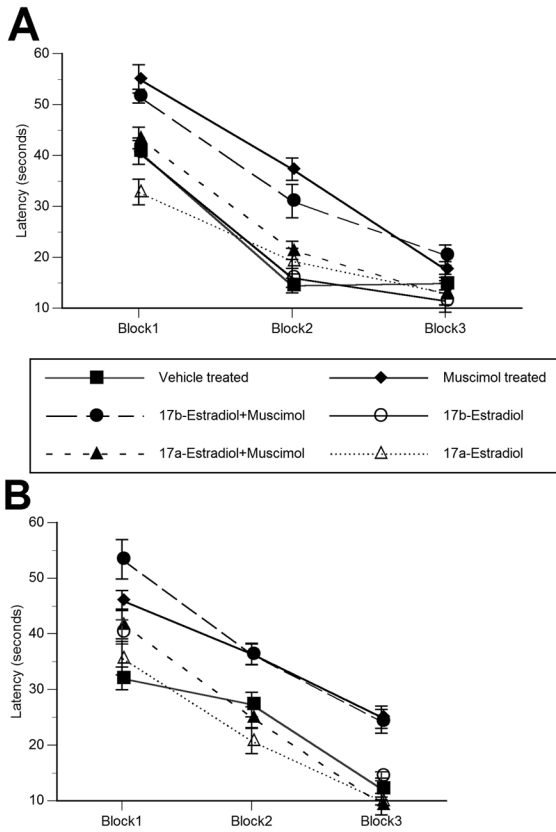 A
60
50
40
30
20
10
Latency (seconds)
Block1 Block2 Block3
Vehicle treated Muscimol treated
17b-Estradiol+Muscimol 17b-Estradiol
17a-Estradiol+Muscimol 17a-Estradiol
B
60
50
40
30
20
10
Latency (seconds)
Block1 Block2 Block3